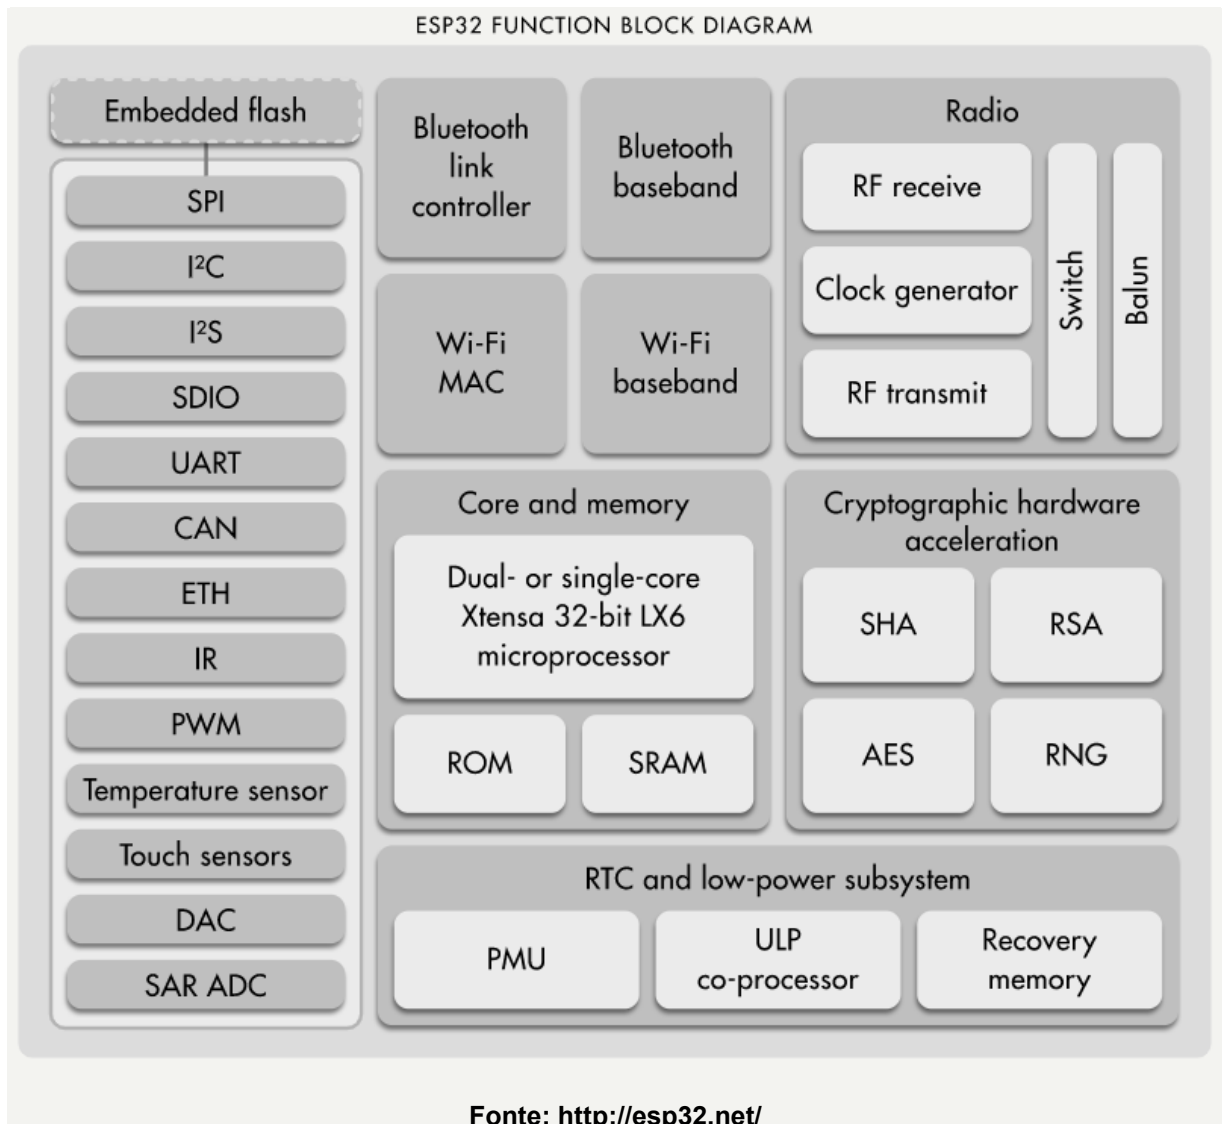 ESP32 FUNCTION BLOCK DIAGRAM
Embedded flash
SPI
I²C
I²S
SDIO
UART
CAN
ETH
IR
PWM
Temperature sensor
Touch sensors
DAC
SAR ADC
Bluetooth
link
controller
Bluetooth
baseband
Wi-Fi
MAC
Wi-Fi
baseband
Radio
RF receive
Clock generator
RF transmit
Switch
Balun
Core and memory
Dual- or single-core
Xtensa 32-bit LX6
microprocessor
ROM
SRAM
Cryptographic hardware
acceleration
SHA
RSA
AES
RNG
RTC and low-power subsystem
PMU
ULP
co-processor
Recovery
memory
Fonte: http://esp32.net/